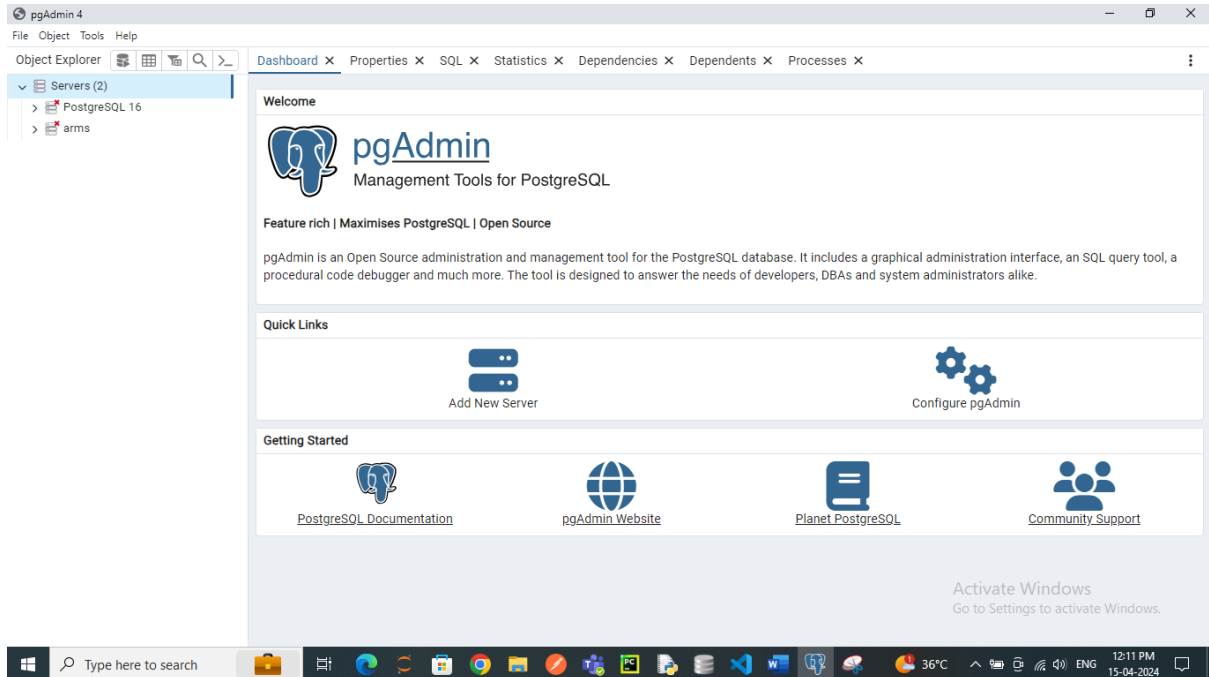 pgAdmin 4
File Object Tools Help
Object Explorer
Dashboard Properties SQL Statistics Dependencies Dependents Processes
Servers (2)
PostgreSQL 16
arms
Welcome
pgAdmin
Management Tools for PostgreSQL
Feature rich | Maximises PostgreSQL | Open Source
pgAdmin is an Open Source administration and management tool for the PostgreSQL database. It includes a graphical administration interface, an SQL query tool, a
procedural code debugger and much more. The tool is designed to answer the needs of developers, DBAs and system administrators alike.
Quick Links
Add New Server
Configure pgAdmin
Getting Started
PostgreSQL Documentation
pgAdmin Website
Planet PostgreSQL
Community Support
Activate Windows
Go to Settings to activate Windows.
Type here to search
36°C
ENG
12:11 PM
15-04-2024